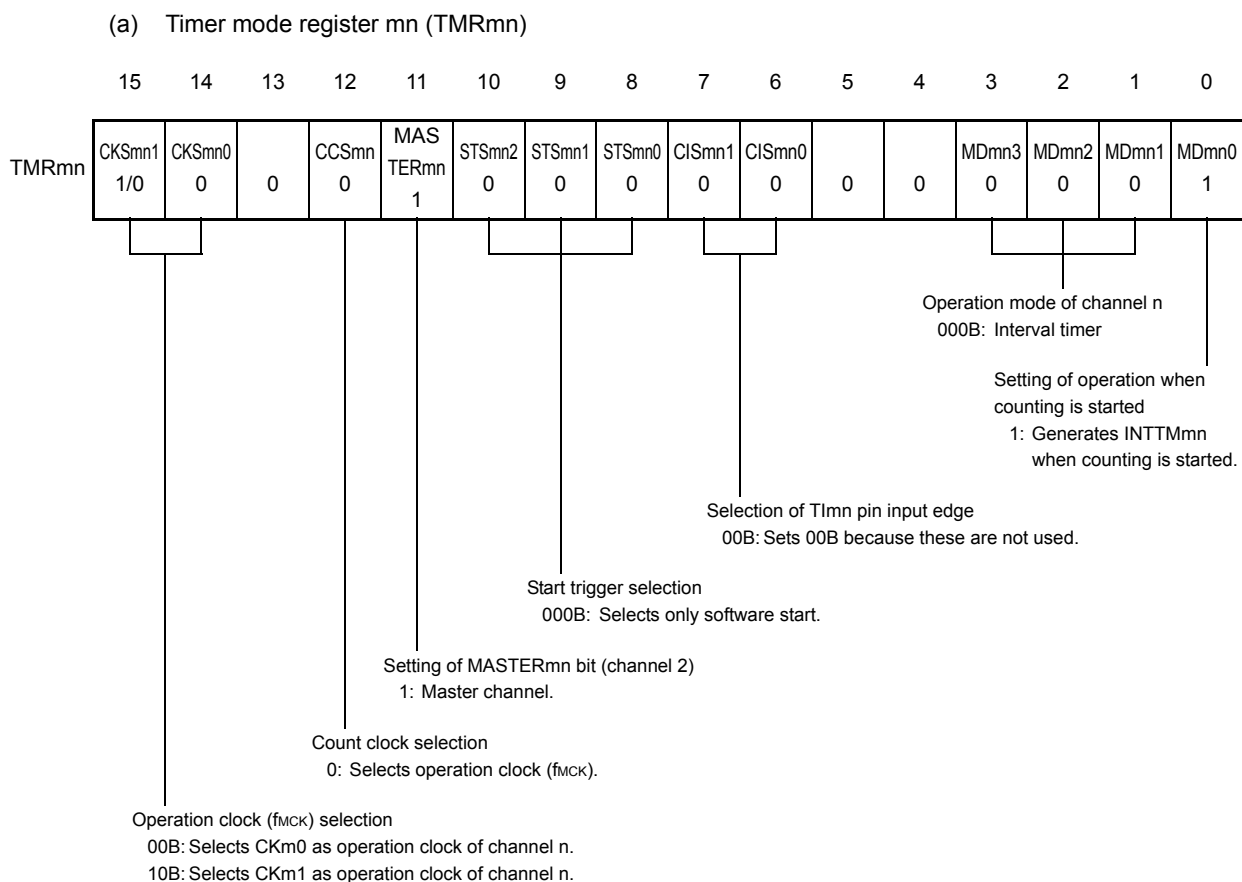 (a) Timer mode register mn (TMRmn)
15 14 13 12 11 10 9 8 7 6 5 4 3 2 1 0
TMRmn CKSmn1 CKSmn0 CCSmn MAS TERmn STSmn2 STSmn1 STSmn0 CISmn1 CISmn0 MDmn3 MDmn2 MDmn1 MDmn0
1/0 0 0 0 1 0 0 0 0 0 0 0 0 0 0 1
Operation mode of channel n
000B: Interval timer
Setting of operation when
counting is started
1: Generates INTTMmn
when counting is started.
Selection of TImn pin input edge
00B: Sets 00B because these are not used.
Start trigger selection
000B: Selects only software start.
Setting of MASTERmn bit (channel 2)
1: Master channel.
Count clock selection
0: Selects operation clock (fMCK).
Operation clock (fMCK) selection
00B: Selects CKm0 as operation clock of channel n.
10B: Selects CKm1 as operation clock of channel n.